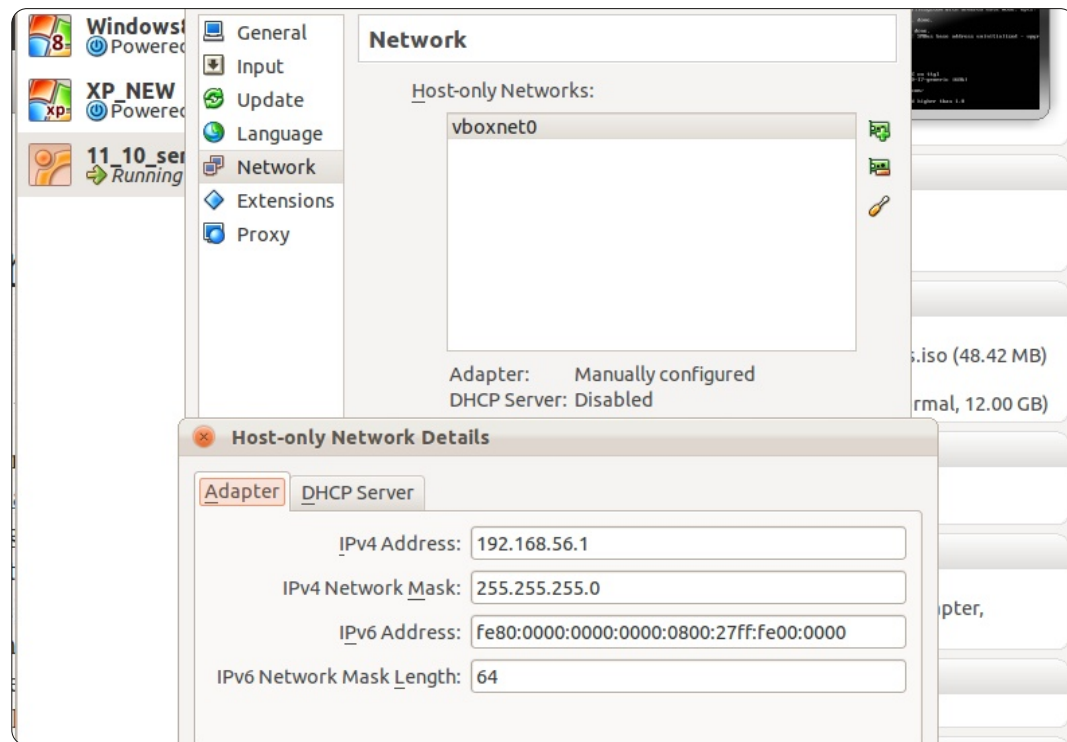 Windows8
Powered
XP_NEW
Powered
11_10_ser
Running
General
Input
Update
Language
Network
Extensions
Proxy
Network
Host-only Networks:
vboxnet0
Adapter: Manually configured
DHCP Server: Disabled
s.iso (48.42 MB)
rmal, 12.00 GB)
Host-only Network Details
Adapter
DHCP Server
IPv4 Address: 192.168.56.1
IPv4 Network Mask: 255.255.255.0
IPv6 Address: fe80:0000:0000:0000:0800:27ff:fe00:0000
IPv6 Network Mask Length: 64
pter,